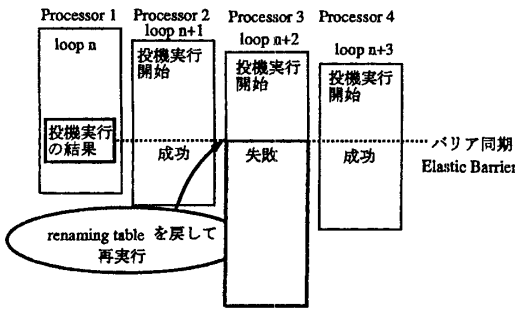 Processor 1 Processor 2 Processor 3 Processor 4
loop n
loop n+1
loop n+2
loop n+3
投機実行
開始
投機実行
開始
投機実行
開始
投機実行
の結果
成功
失敗
成功
バリア同期
Elastic Barrier
renaming table を戻して
再実行